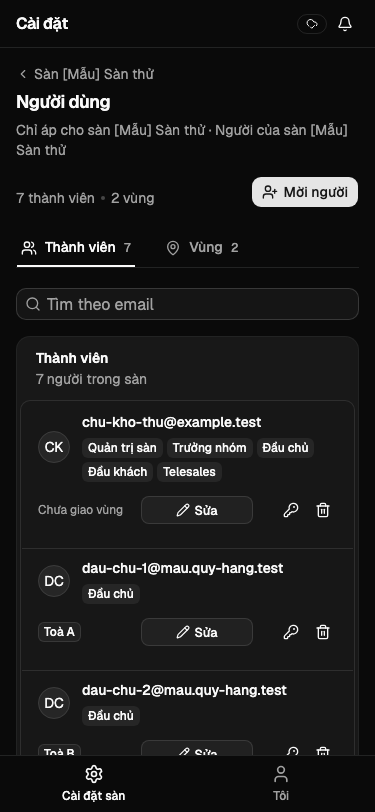 Cài đặt
Sàn [Mẫu] Sàn thử
Người dùng
Chỉ áp cho sàn [Mẫu] Sàn thử · Người của sàn [Mẫu]
Sàn thử
7 thành viên • 2 vùng
Mời người
Thành viên 7
Vùng 2
Tìm theo email
Thành viên
7 người trong sàn
CK
chu-kho-thu@example.test
Quản trị sàn Trưởng nhóm Đầu chủ
Đầu khách Telesales
Chưa giao vùng
Sửa
DC
dau-chu-1@mau.quy-hang.test
Đầu chủ
Toà A
Sửa
DC
dau-chu-2@mau.quy-hang.test
Đầu chủ
Toà B
Sửa
Cài đặt sàn
Tôi